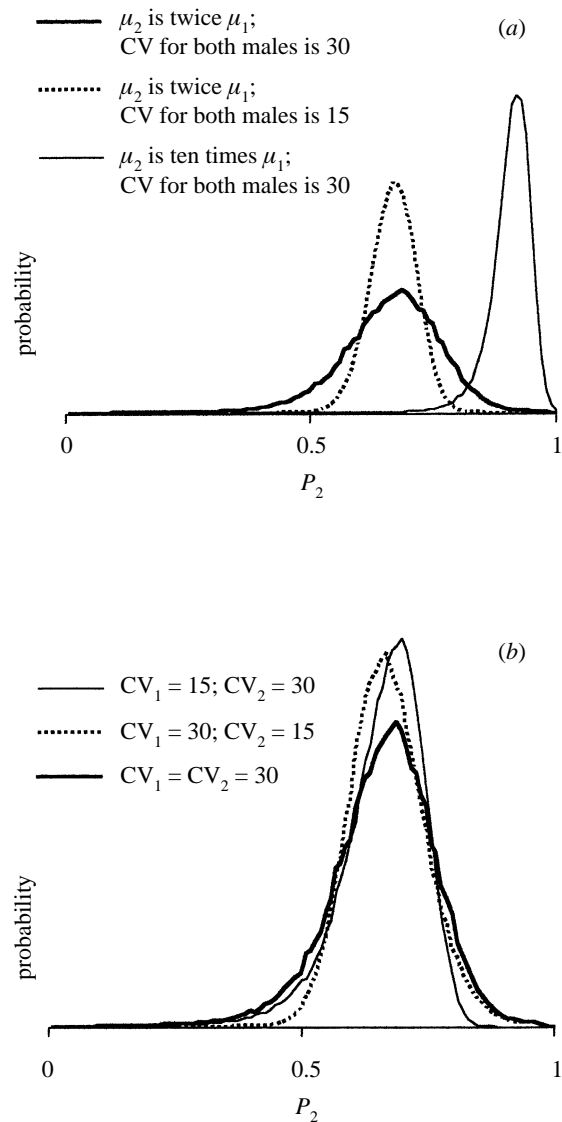 μ₂ is twice μ₁;
CV for both males is 30
(a)
μ₂ is twice μ₁;
CV for both males is 15
μ₂ is ten times μ₁;
CV for both males is 30
probability
0
0.5
1
P₂
(b)
CV₁ = 15; CV₂ = 30
CV₁ = 30; CV₂ = 15
CV₁ = CV₂ = 30
probability
0
0.5
1
P₂